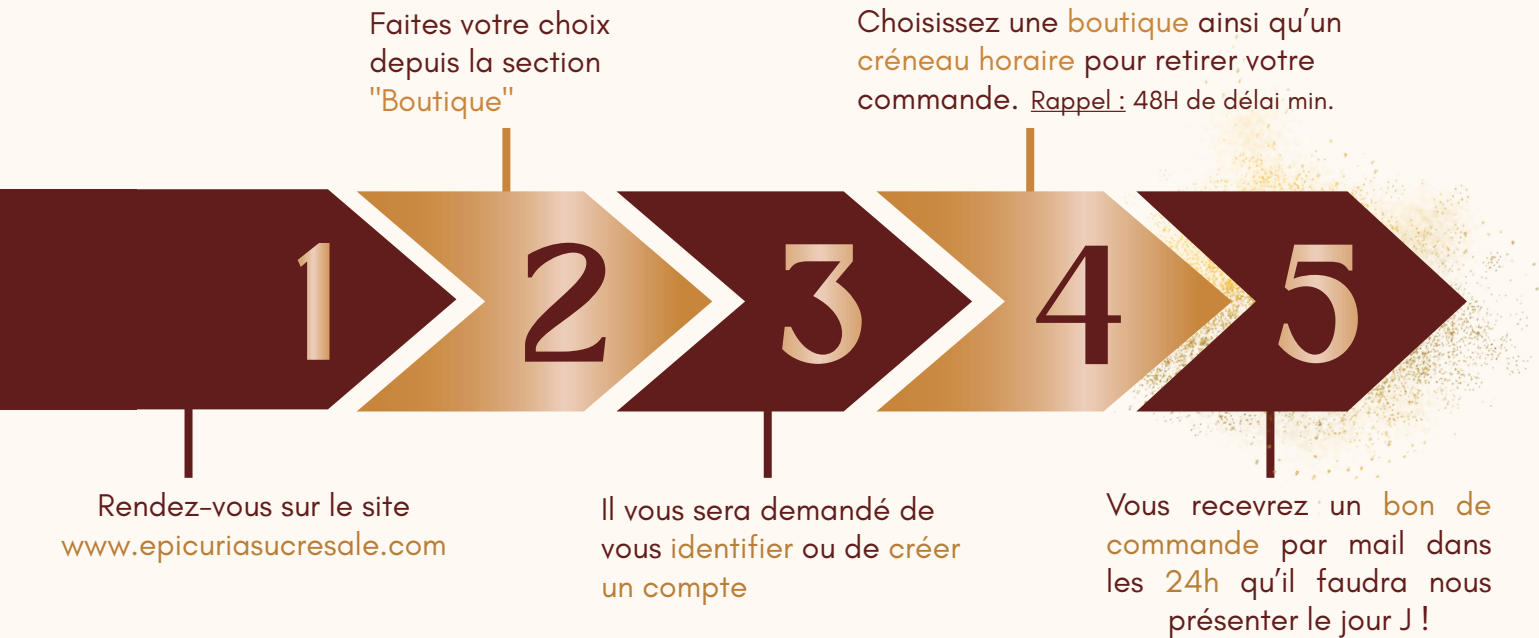 Faites votre choix
depuis la section
"Boutique"
Choisissez une boutique ainsi qu’un
créneau horaire pour retirer votre
commande. Rappel : 48H de délai min.
1
2
3
4
5
Rendez-vous sur le site
www.epicuriasucresale.com
Il vous sera demandé de
vous identifier ou de créer
un compte
Vous recevrez un bon de
commande par mail dans
les 24h qu’il faudra nous
présenter le jour J !